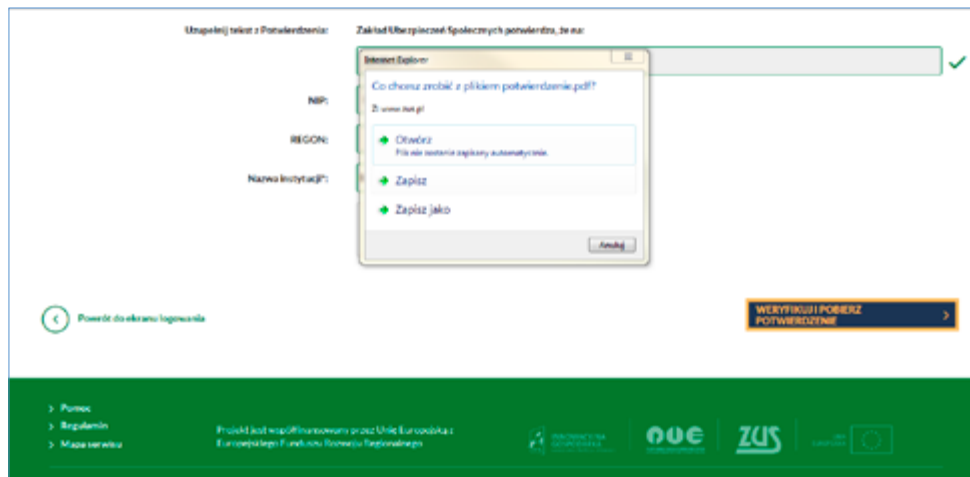 Uzupełnij tekst z Potwierdzenia:
Zakład Ubezpieczeń Społecznych potwierdza, że na:
Internet Explorer
Co chcesz zrobić z plikiem potwierdzenie.pdf?
Z: www.zus.pl
NIP:
Otwórz
Plik nie zostanie zapisany automatycznie.
REGON:
Zapisz
Nazwa instytucji*:
Zapisz jako
Anuluj
Powrót do ekranu logowania
WERYFIKUJ I POBIERZ
POTWIERDZENIE
Pomoc
Regulamin
Mapa serwisu
Projekt jest współfinansowany przez Unię Europejską z
Europejskiego Funduszu Rozwoju Regionalnego
INNOWACYJNA
GOSPODARKA
ZUS